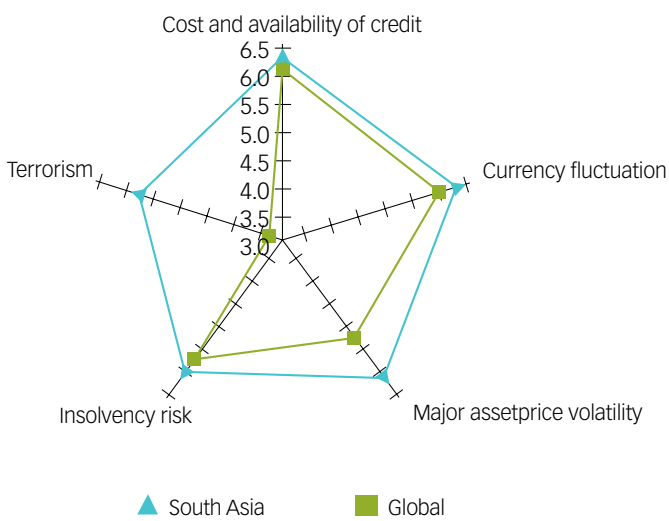 Cost and availability of credit
6.5
6.0
5.5
5.0
4.5
4.0
3.5
3.0
Terrorism
Currency fluctuation
Insolvency risk
Major assetprice volatility
South Asia
Global